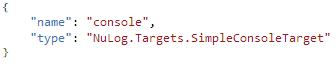 {
    "name": "console",
    "type": "NuLog.Targets.SimpleConsoleTarget"
}